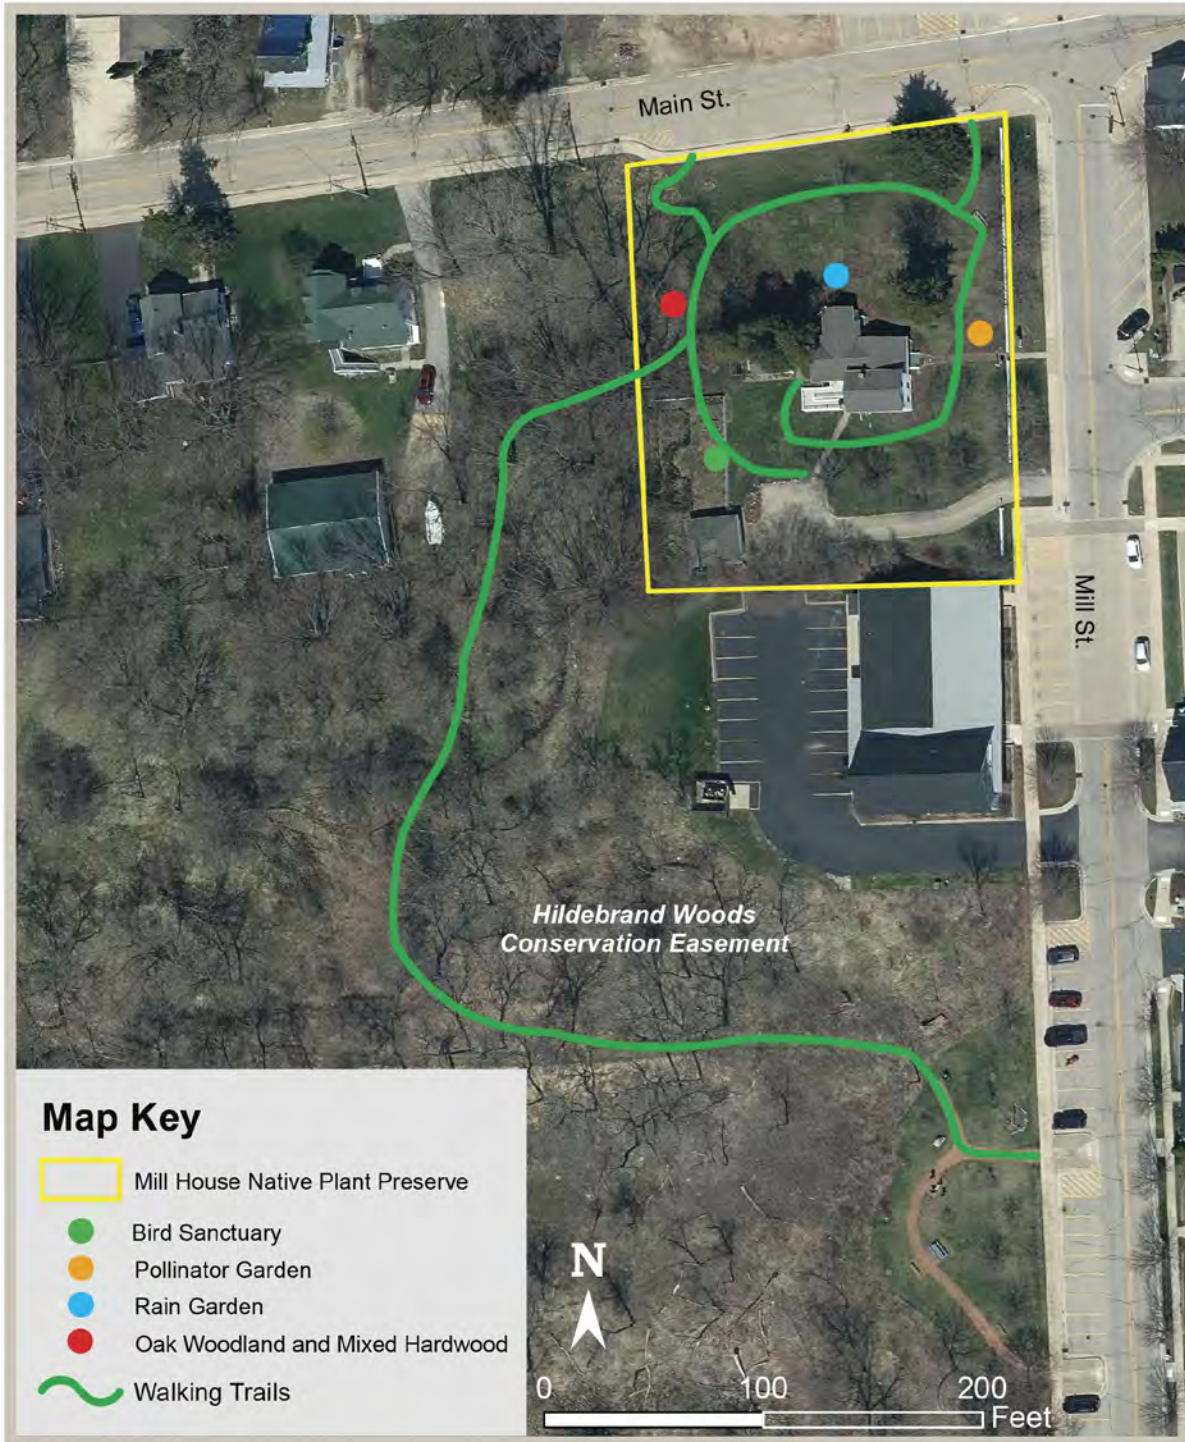 Main St.
Mill St.
Hildebrand Woods
Conservation Easement
Map Key
Mill House Native Plant Preserve
Bird Sanctuary
Pollinator Garden
Rain Garden
Oak Woodland and Mixed Hardwood
Walking Trails
N
0 100 200
Feet